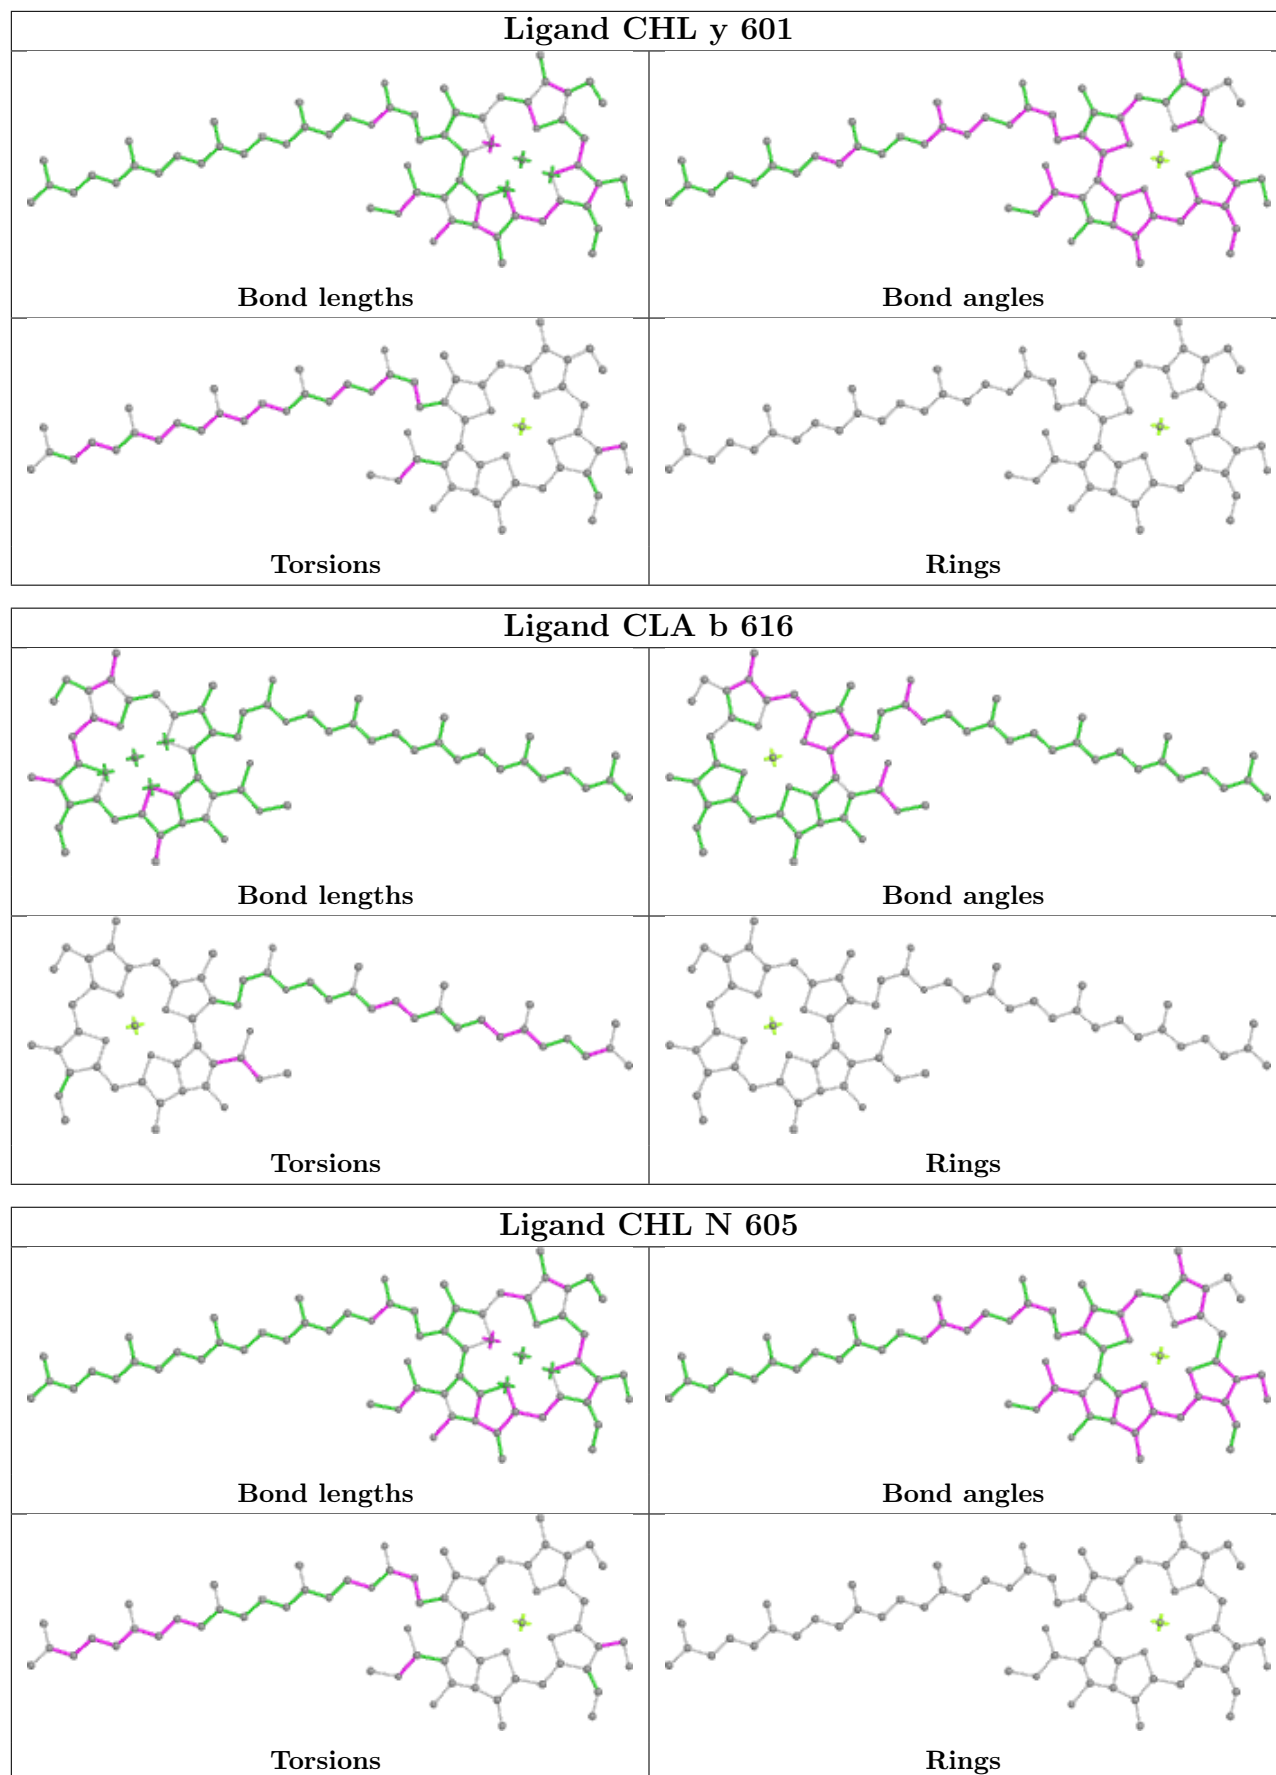 Ligand CHL y 601
Bond lengths
Bond angles
Torsions
Rings
Ligand CLA b 616
Bond lengths
Bond angles
Torsions
Rings
Ligand CHL N 605
Bond lengths
Bond angles
Torsions
Rings